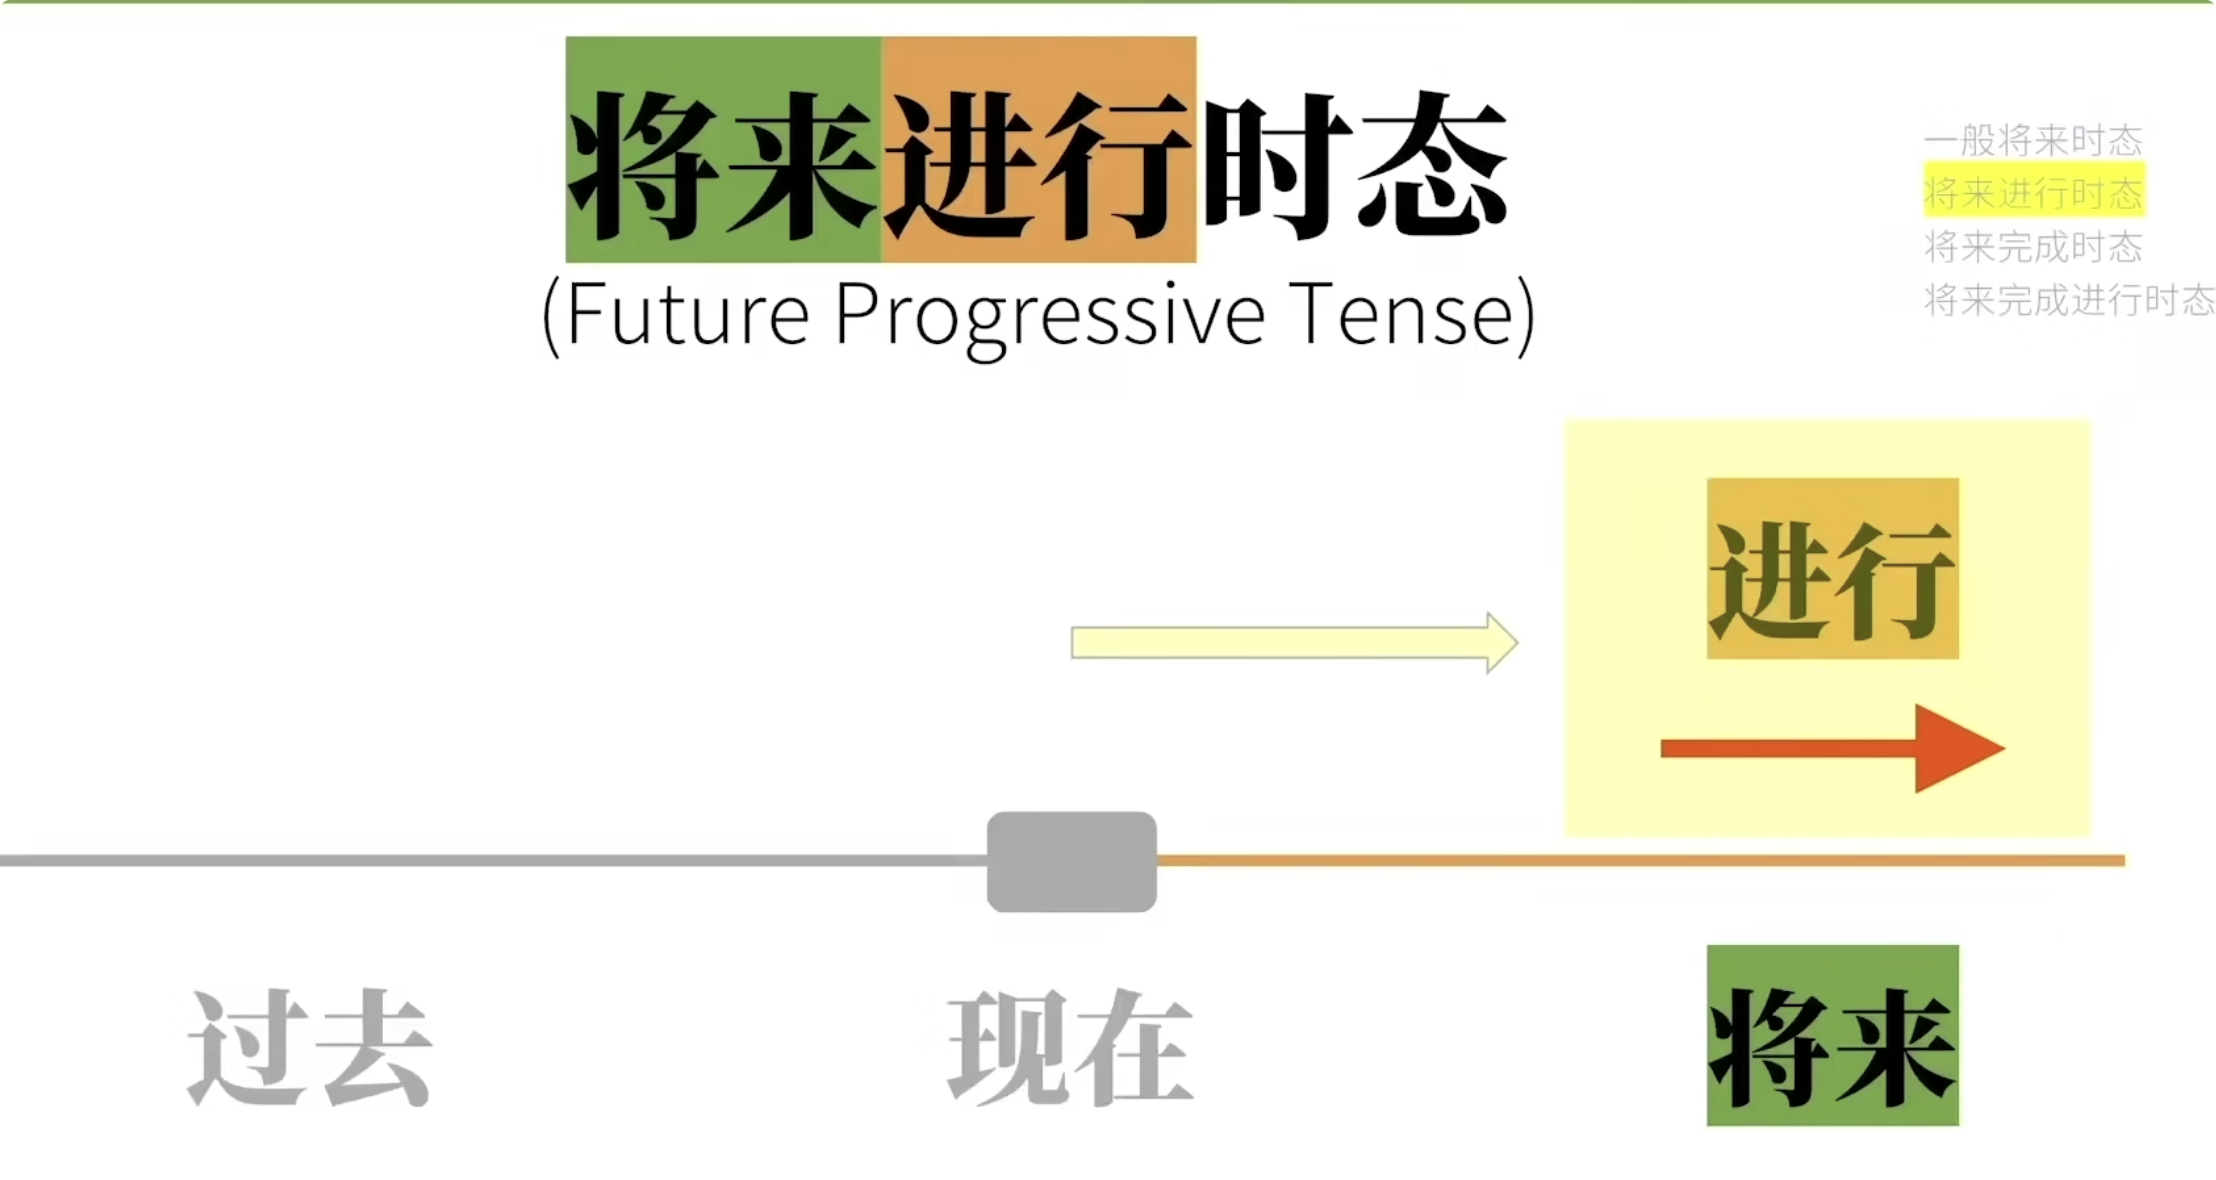 将来进行时态
(Future Progressive Tense)
一般将来时态
将来进行时态
将来完成时态
将来完成进行时态
进行
过去
现在
将来